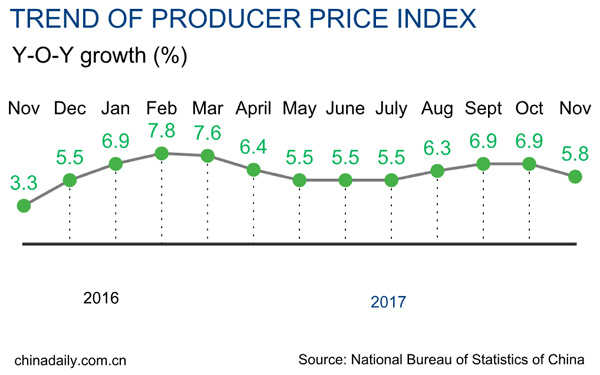 TREND OF PRODUCER PRICE INDEX
Y-O-Y growth (%)
Nov Dec Jan Feb Mar April May June July Aug Sept Oct Nov
3.3 5.5 6.9 7.8 7.6 6.4 5.5 5.5 5.5 6.3 6.9 6.9 5.8
2016 2017
chinadaily.com.cn Source: National Bureau of Statistics of China